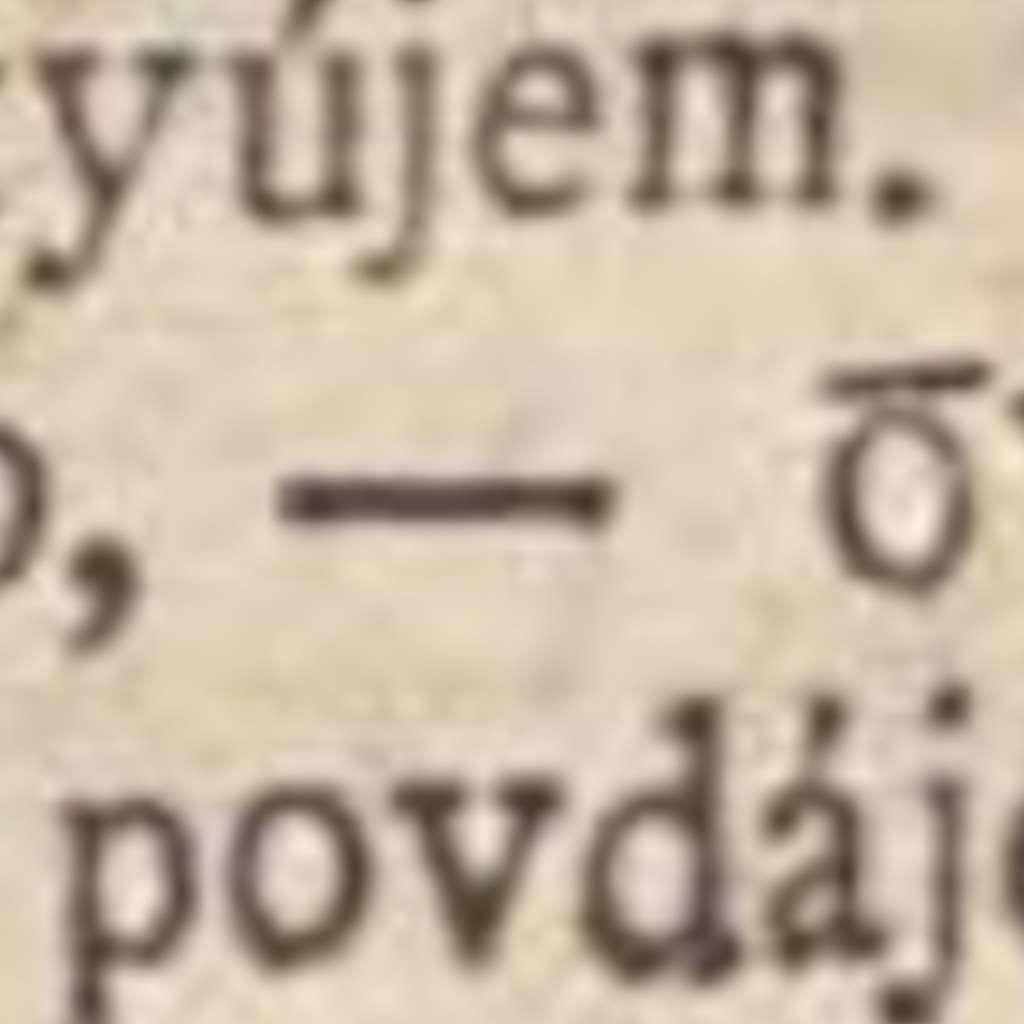 yújem.
, — ō
povdáj